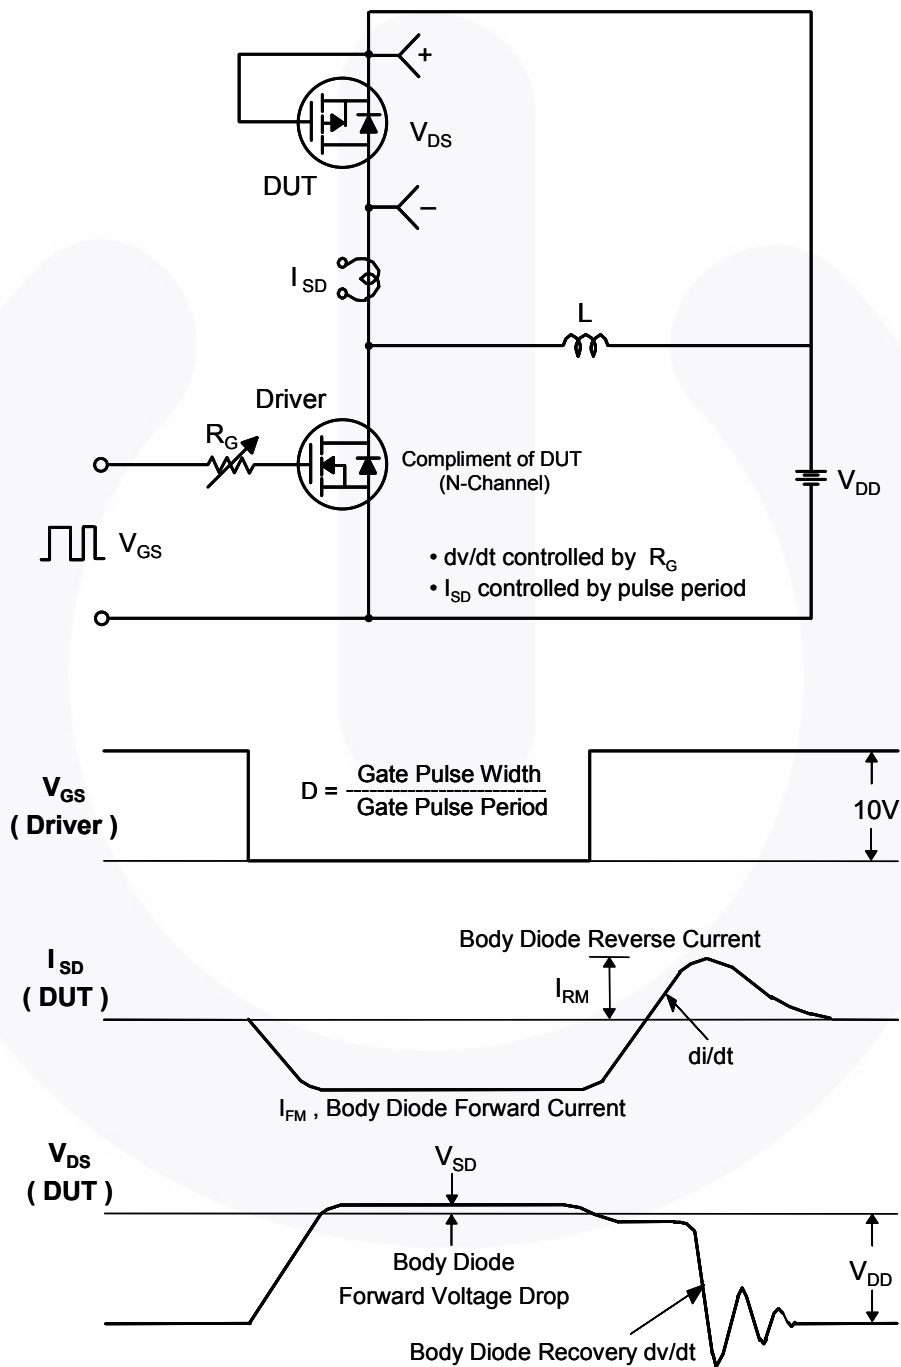 +
V_DS
DUT
−
I_SD
L
Driver
R_G
Compliment of DUT
(N-Channel)
V_DD
V_GS
• dv/dt controlled by R_G
• I_SD controlled by pulse period
V_GS
( Driver )
D = Gate Pulse Width
Gate Pulse Period
10V
I_SD
( DUT )
Body Diode Reverse Current
I_RM
di/dt
I_FM , Body Diode Forward Current
V_DS
( DUT )
V_SD
Body Diode
Forward Voltage Drop
V_DD
Body Diode Recovery dv/dt